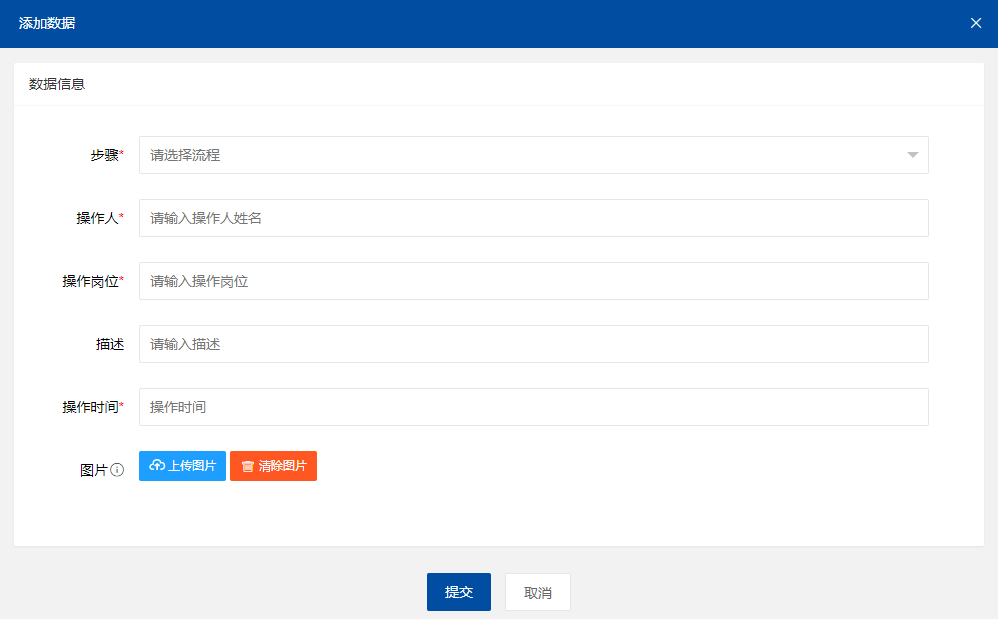 添加数据
数据信息
步骤* 请选择流程
操作人* 请输入操作人姓名
操作岗位* 请输入操作岗位
描述 请输入描述
操作时间* 操作时间
图片 上传图片 清除图片
提交 取消